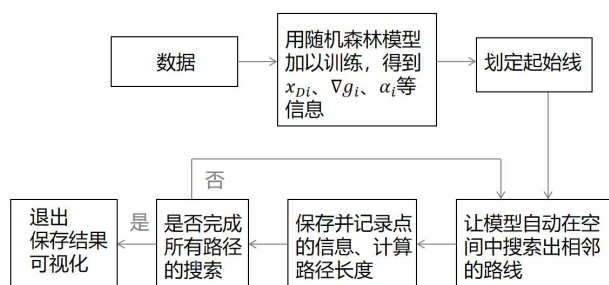 数据
用随机森林模型
加以训练，得到
x_{Di}、∇g_i、α_i等
信息
划定起始线
否
是
退出
保存结果
可视化
是否完成
所有路径
的搜索
保存并记录点
的信息、计算
路径长度
让模型自动在空
间中搜索出相邻
的路线